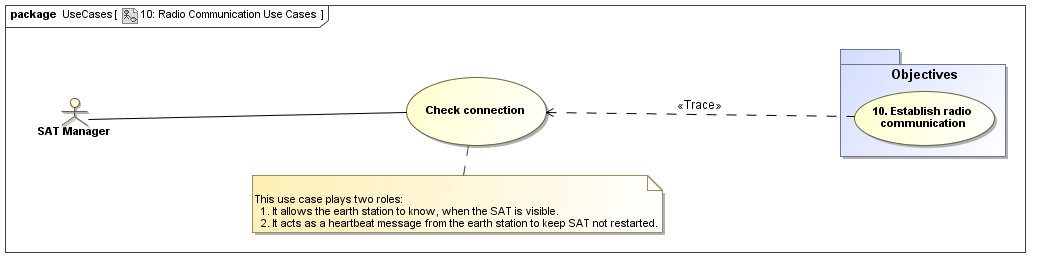 package UseCases [ 10: Radio Communication Use Cases ]
Objectives
SAT Manager
Check connection
«Trace»
10. Establish radio
communication
This use case plays two roles:
1. It allows the earth station to know, when the SAT is visible.
2. It acts as a heartbeat message from the earth station to keep SAT not restarted.